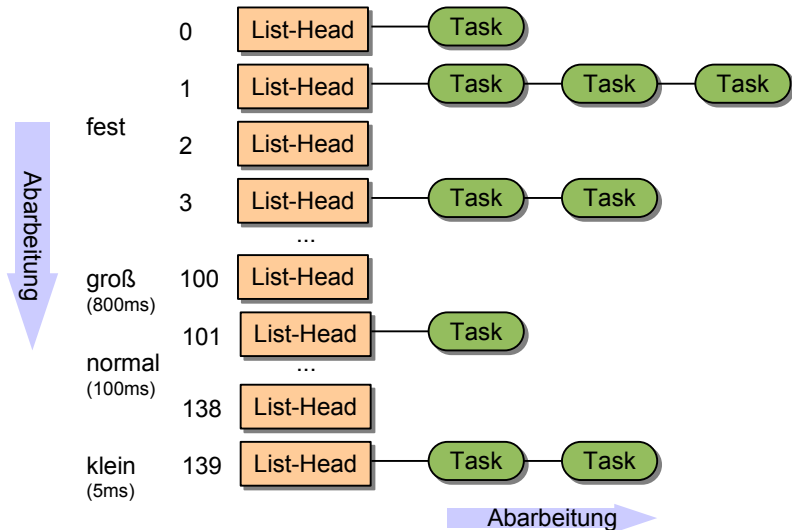 0 List-Head Task
1 List-Head Task Task Task
fest
2 List-Head
3 List-Head Task Task
...
Abarbeitung
groß 100 List-Head
(800ms)
101 List-Head Task
normal ...
(100ms)
138 List-Head
klein 139 List-Head Task Task
(5ms)
Abarbeitung